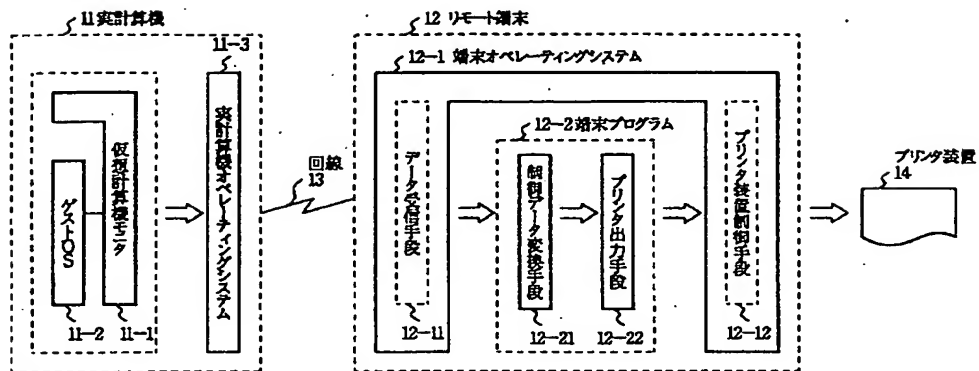 11 実計算機
11-3
実計算機オペレーティングシステム
仮想計算機モニタ
ゲストOS
11-2
11-1
回線
13
12 リモート端末
12-1 端末オペレーティングシステム
データ受信手段
12-11
12-2 端末プログラム
制御データ変換手段
12-21
プリンタ出力手段
12-22
プリンタ装置制御手段
12-12
プリンタ装置
14